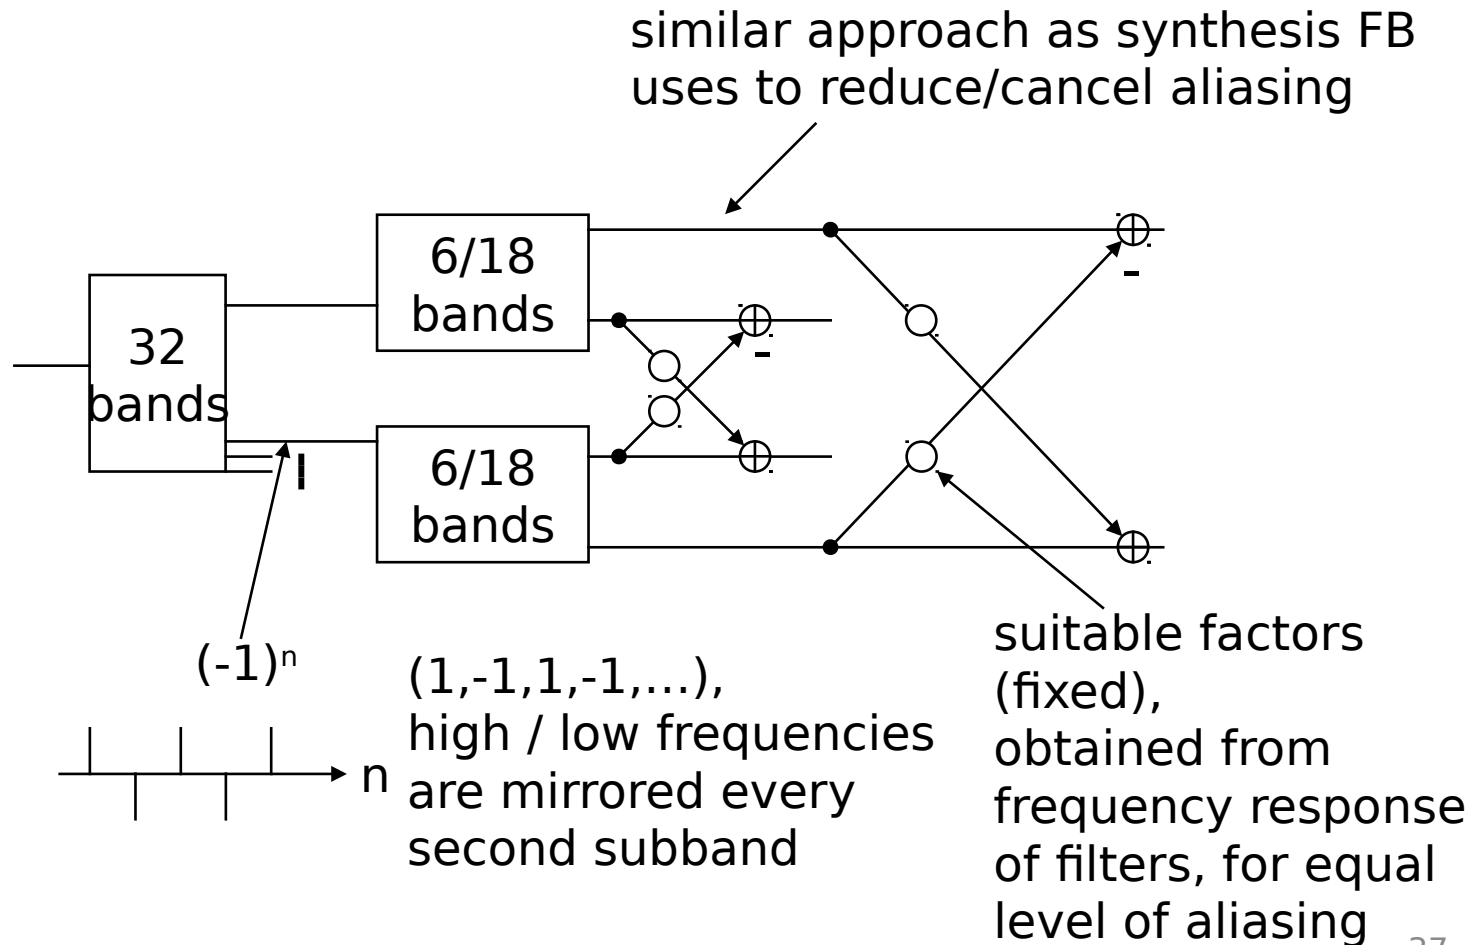 similar approach as synthesis FB
uses to reduce/cancel aliasing
6/18
bands
32
bands
6/18
bands
(-1)ⁿ
(1,-1,1,-1,...),
high / low frequencies
are mirrored every
second subband
n
suitable factors
(fixed),
obtained from
frequency response
of filters, for equal
level of aliasing